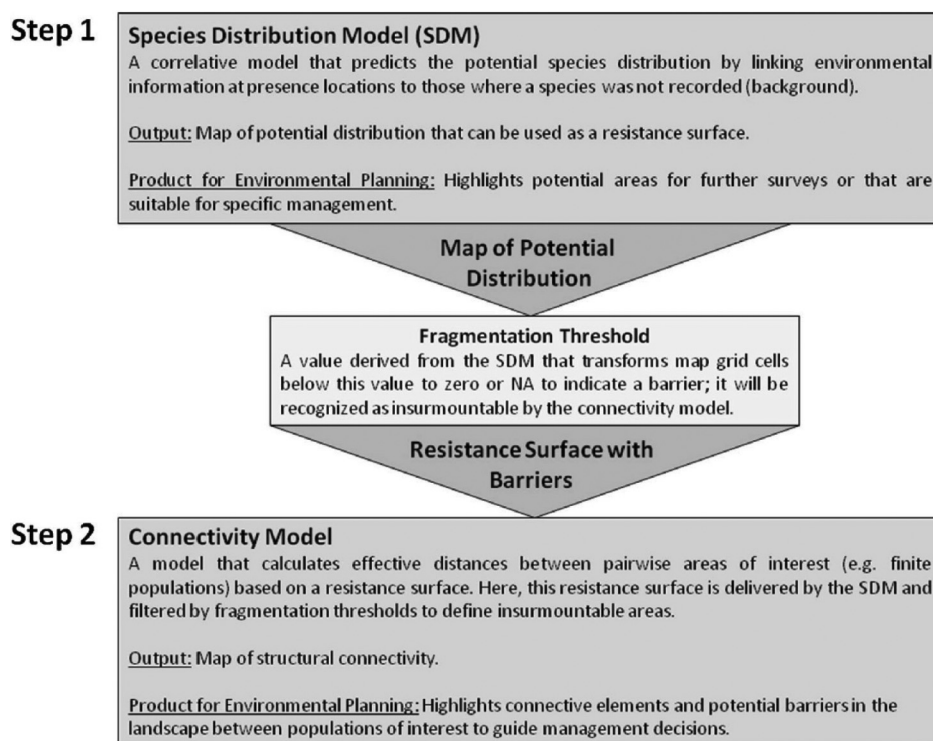 Step 1
Species Distribution Model (SDM)
A correlative model that predicts the potential species distribution by linking environmental
information at presence locations to those where a species was not recorded (background).
Output: Map of potential distribution that can be used as a resistance surface.
Product for Environmental Planning: Highlights potential areas for further surveys or that are
suitable for specific management.
Map of Potential
Distribution
Fragmentation Threshold
A value derived from the SDM that transforms map grid cells
below this value to zero or NA to indicate a barrier; it will be
recognized as insurmountable by the connectivity model.
Resistance Surface with
Barriers
Step 2
Connectivity Model
A model that calculates effective distances between pairwise areas of interest (e.g. finite
populations) based on a resistance surface. Here, this resistance surface is delivered by the SDM and
filtered by fragmentation thresholds to define insurmountable areas.
Output: Map of structural connectivity.
Product for Environmental Planning: Highlights connective elements and potential barriers in the
landscape between populations of interest to guide management decisions.